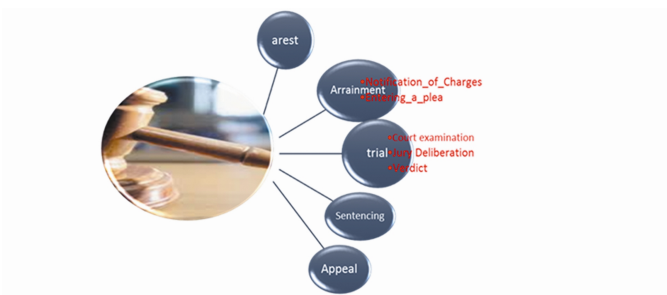 arest
Arrainment
•Notification_of_Charges
•Entering_a_plea
trial
•Court examination
•Jury Deliberation
•Verdict
Sentencing
Appeal